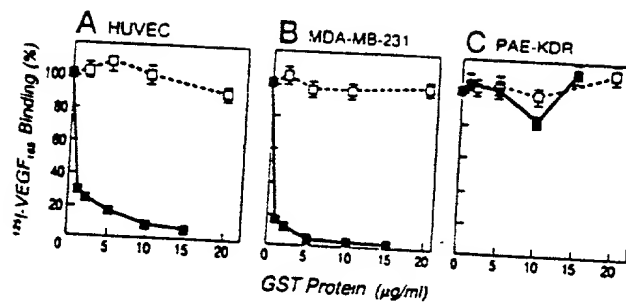 A HUVEC
B MDA-MB-231
C PAE-KDR
¹²⁵I-VEGF₁₆₅ Binding (%)
100
80
60
40
20
0
0 5 10 15 20
0 5 10 15 20
0 5 10 15 20
GST Protein (µg/ml)